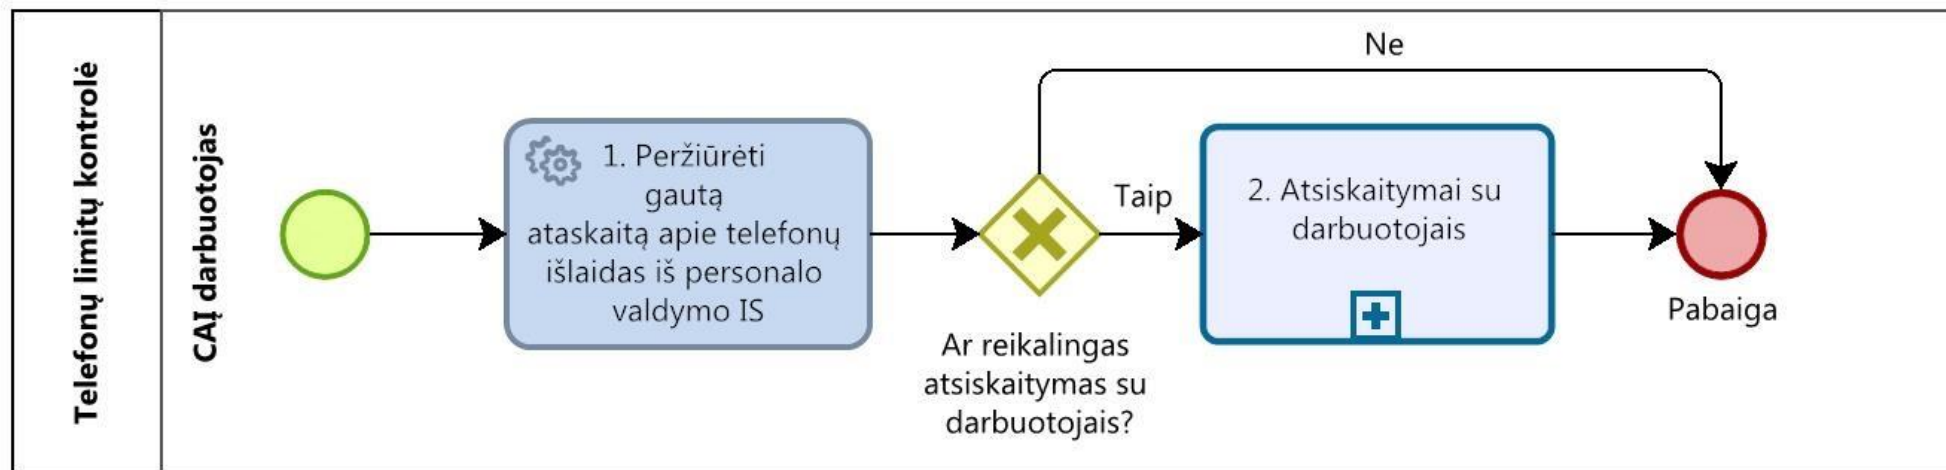 Telefonų limitų kontrolė
CAĮ darbuotojas
1. Peržiūrėti
gautą
ataskaitą apie telefonų
išlaidas iš personalo
valdymo IS
Ar reikalingas
atsiskaitymas su
darbuotojais?
Ne
Taip
2. Atsiskaitymai su
darbuotojais
Pabaiga